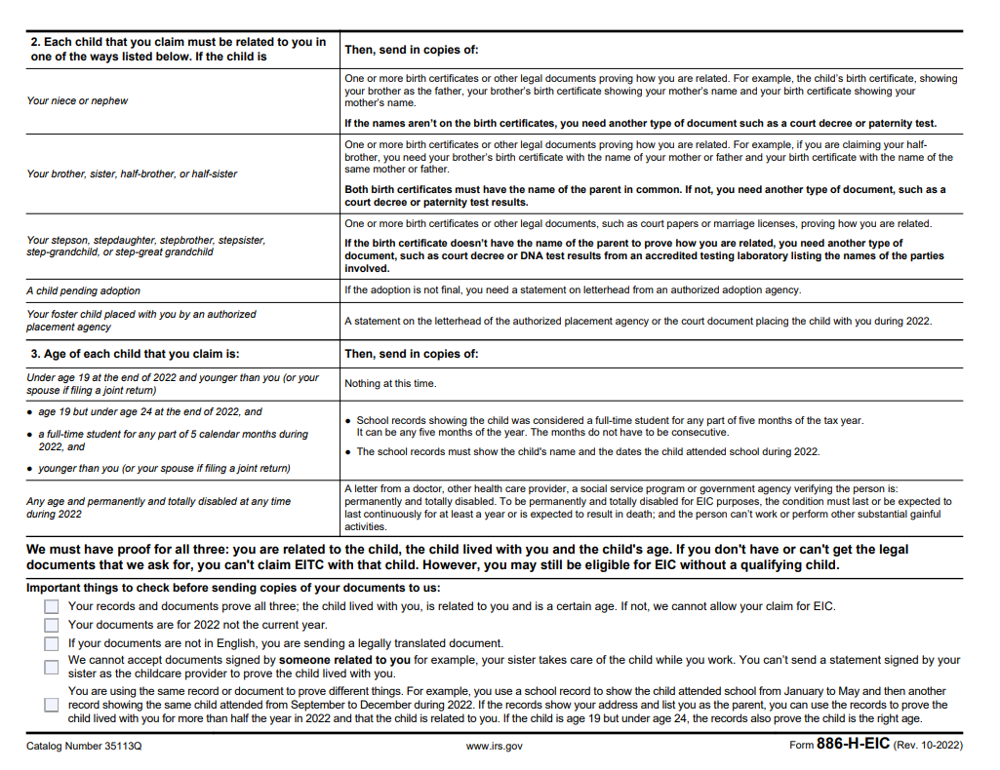 2. Each child that you claim must be related to you in
one of the ways listed below. If the child is
Then, send in copies of:
Your niece or nephew
One or more birth certificates or other legal documents proving how you are related. For example, the child's birth certificate, showing
your brother as the father, your brother's birth certificate showing your mother's name and your birth certificate showing your
mother's name.
If the names aren't on the birth certificates, you need another type of document such as a court decree or paternity test.
Your brother, sister, half-brother, or half-sister
One or more birth certificates or other legal documents proving how you are related. For example, if you are claiming your half-
brother, you need your brother's birth certificate with the name of your mother or father and your birth certificate with the name of the
same mother or father.
Both birth certificates must have the name of the parent in common. If not, you need another type of document, such as a
court decree or paternity test results.
Your stepson, stepdaughter, stepbrother, stepsister,
step-grandchild, or step-great grandchild
One or more birth certificates or other legal documents, such as court papers or marriage licenses, proving how you are related.
If the birth certificate doesn't have the name of the parent to prove how you are related, you need another type of
document, such as court decree or DNA test results from an accredited testing laboratory listing the names of the parties
involved.
A child pending adoption
If the adoption is not final, you need a statement on letterhead from an authorized adoption agency.
Your foster child placed with you by an authorized
placement agency
A statement on the letterhead of the authorized placement agency or the court document placing the child with you during 2022.
3. Age of each child that you claim is:
Then, send in copies of:
Under age 19 at the end of 2022 and younger than you (or your
spouse if filing a joint return)
Nothing at this time.
• age 19 but under age 24 at the end of 2022, and
• a full-time student for any part of 5 calendar months during
2022, and
• younger than you (or your spouse if filing a joint return)
• School records showing the child was considered a full-time student for any part of five months of the tax year.
It can be any five months of the year. The months do not have to be consecutive.
• The school records must show the child's name and the dates the child attended school during 2022.
Any age and permanently and totally disabled at any time
during 2022
A letter from a doctor, other health care provider, a social service program or government agency verifying the person is:
permanently and totally disabled. To be permanently and totally disabled for EIC purposes, the condition must last or be expected to
last continuously for at least a year or is expected to result in death; and the person can't work or perform other substantial gainful
activities.
We must have proof for all three: you are related to the child, the child lived with you and the child's age. If you don't have or can't get the legal
documents that we ask for, you can't claim EITC with that child. However, you may still be eligible for EIC without a qualifying child.
Important things to check before sending copies of your documents to us:
Your records and documents prove all three; the child lived with you, is related to you and is a certain age. If not, we cannot allow your claim for EIC.
Your documents are for 2022 not the current year.
If your documents are not in English, you are sending a legally translated document.
We cannot accept documents signed by someone related to you for example, your sister takes care of the child while you work. You can't send a statement signed by your
sister as the childcare provider to prove the child lived with you.
You are using the same record or document to prove different things. For example, you use a school record to show the child attended school from January to May and then another
record showing the same child attended from September to December during 2022. If the records show your address and list you as the parent, you can use the records to prove the
child lived with you for more than half the year in 2022 and that the child is related to you. If the child is age 19 but under age 24, the records also prove the child is the right age.
Catalog Number 35113Q
www.irs.gov
Form 886-H-EIC (Rev. 10-2022)